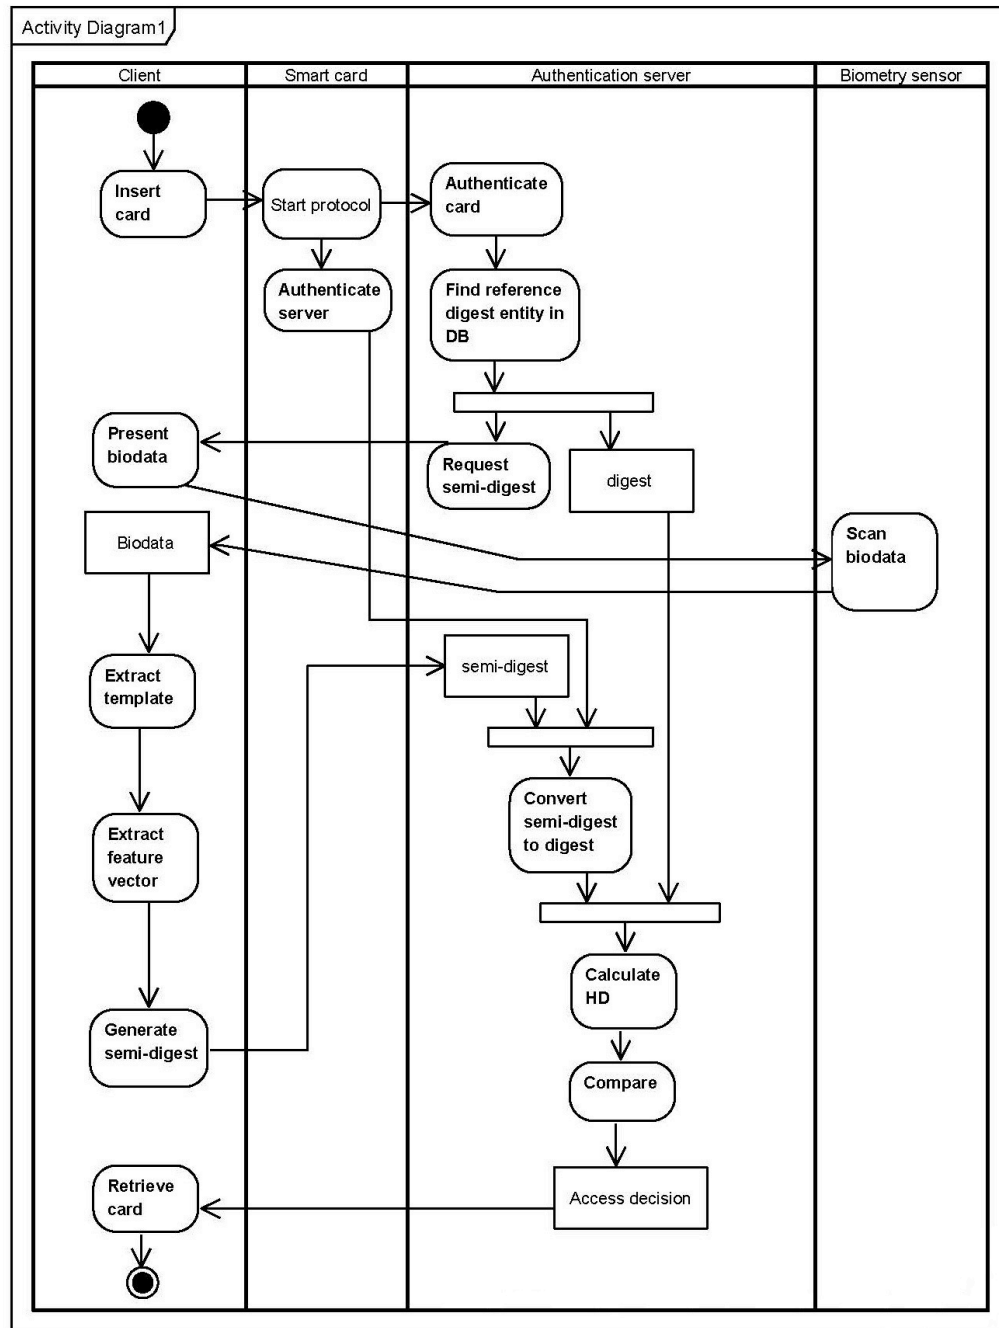 Activity Diagram1
Client
Smart card
Authentication server
Biometry sensor
Insert
card
Start protocol
Authenticate
card
Authenticate
server
Find reference
digest entity in
DB
Present
biodata
Request
semi-digest
digest
Biodata
Scan
biodata
Extract
template
semi-digest
Convert
semi-digest
to digest
Extract
feature
vector
Calculate
HD
Generate
semi-digest
Compare
Retrieve
card
Access decision